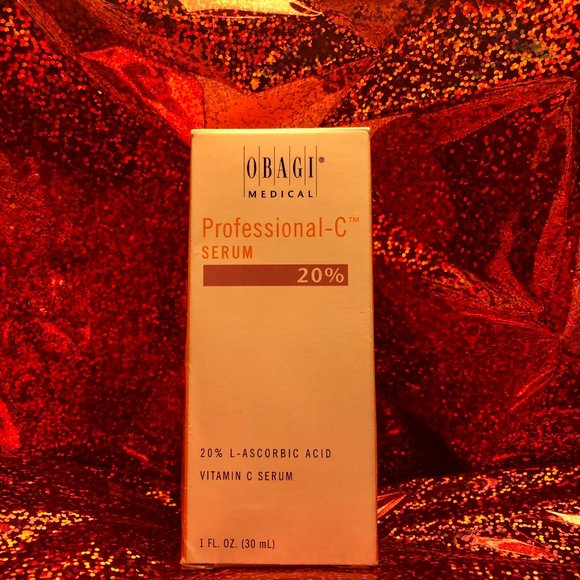 OBAGI®
MEDICAL
Professional-C™
SERUM
20%
20% L-ASCORBIC ACID
VITAMIN C SERUM
1 FL. OZ. (30 mL)